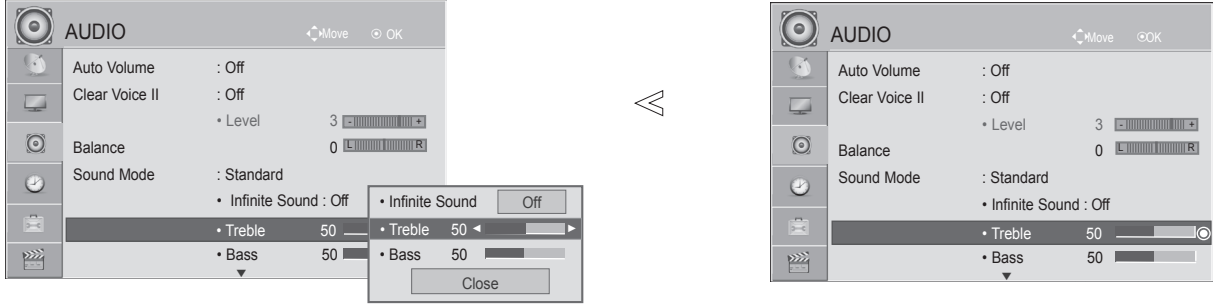 AUDIO Move OK
Auto Volume : Off
Clear Voice II : Off
• Level 3 - +
Balance 0 L R
Sound Mode : Standard
• Infinite Sound : Off
• Treble 50
• Bass 50
• Infinite Sound Off
• Treble 50
• Bass 50
Close
AUDIO Move OK
Auto Volume : Off
Clear Voice II : Off
• Level 3 - +
Balance 0 L R
Sound Mode : Standard
• Infinite Sound : Off
• Treble 50
• Bass 50